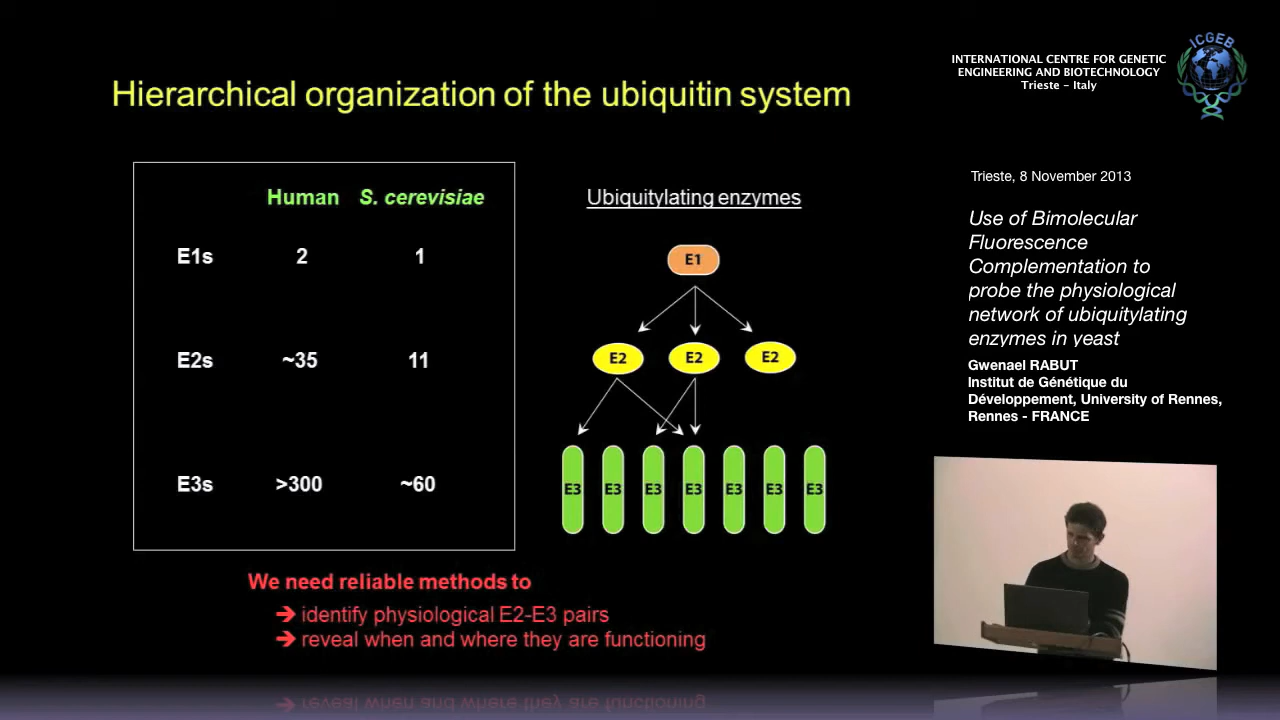 Hierarchical organization of the ubiquitin system
Human S. cerevisiae
E1s 2 1
E2s ~35 11
E3s >300 ~60
Ubiquitylating enzymes
E1
E2 E2 E2
E3 E3 E3 E3 E3 E3 E3
We need reliable methods to
➔ identify physiological E2-E3 pairs
➔ reveal when and where they are functioning
INTERNATIONAL CENTRE FOR GENETIC
ENGINEERING AND BIOTECHNOLOGY
Trieste - Italy
ICGEB
Trieste, 8 November 2013
Use of Bimolecular
Fluorescence
Complementation to
probe the physiological
network of ubiquitylating
enzymes in yeast
Gwenael RABUT
Institut de Génétique du
Développement, University of Rennes,
Rennes - FRANCE